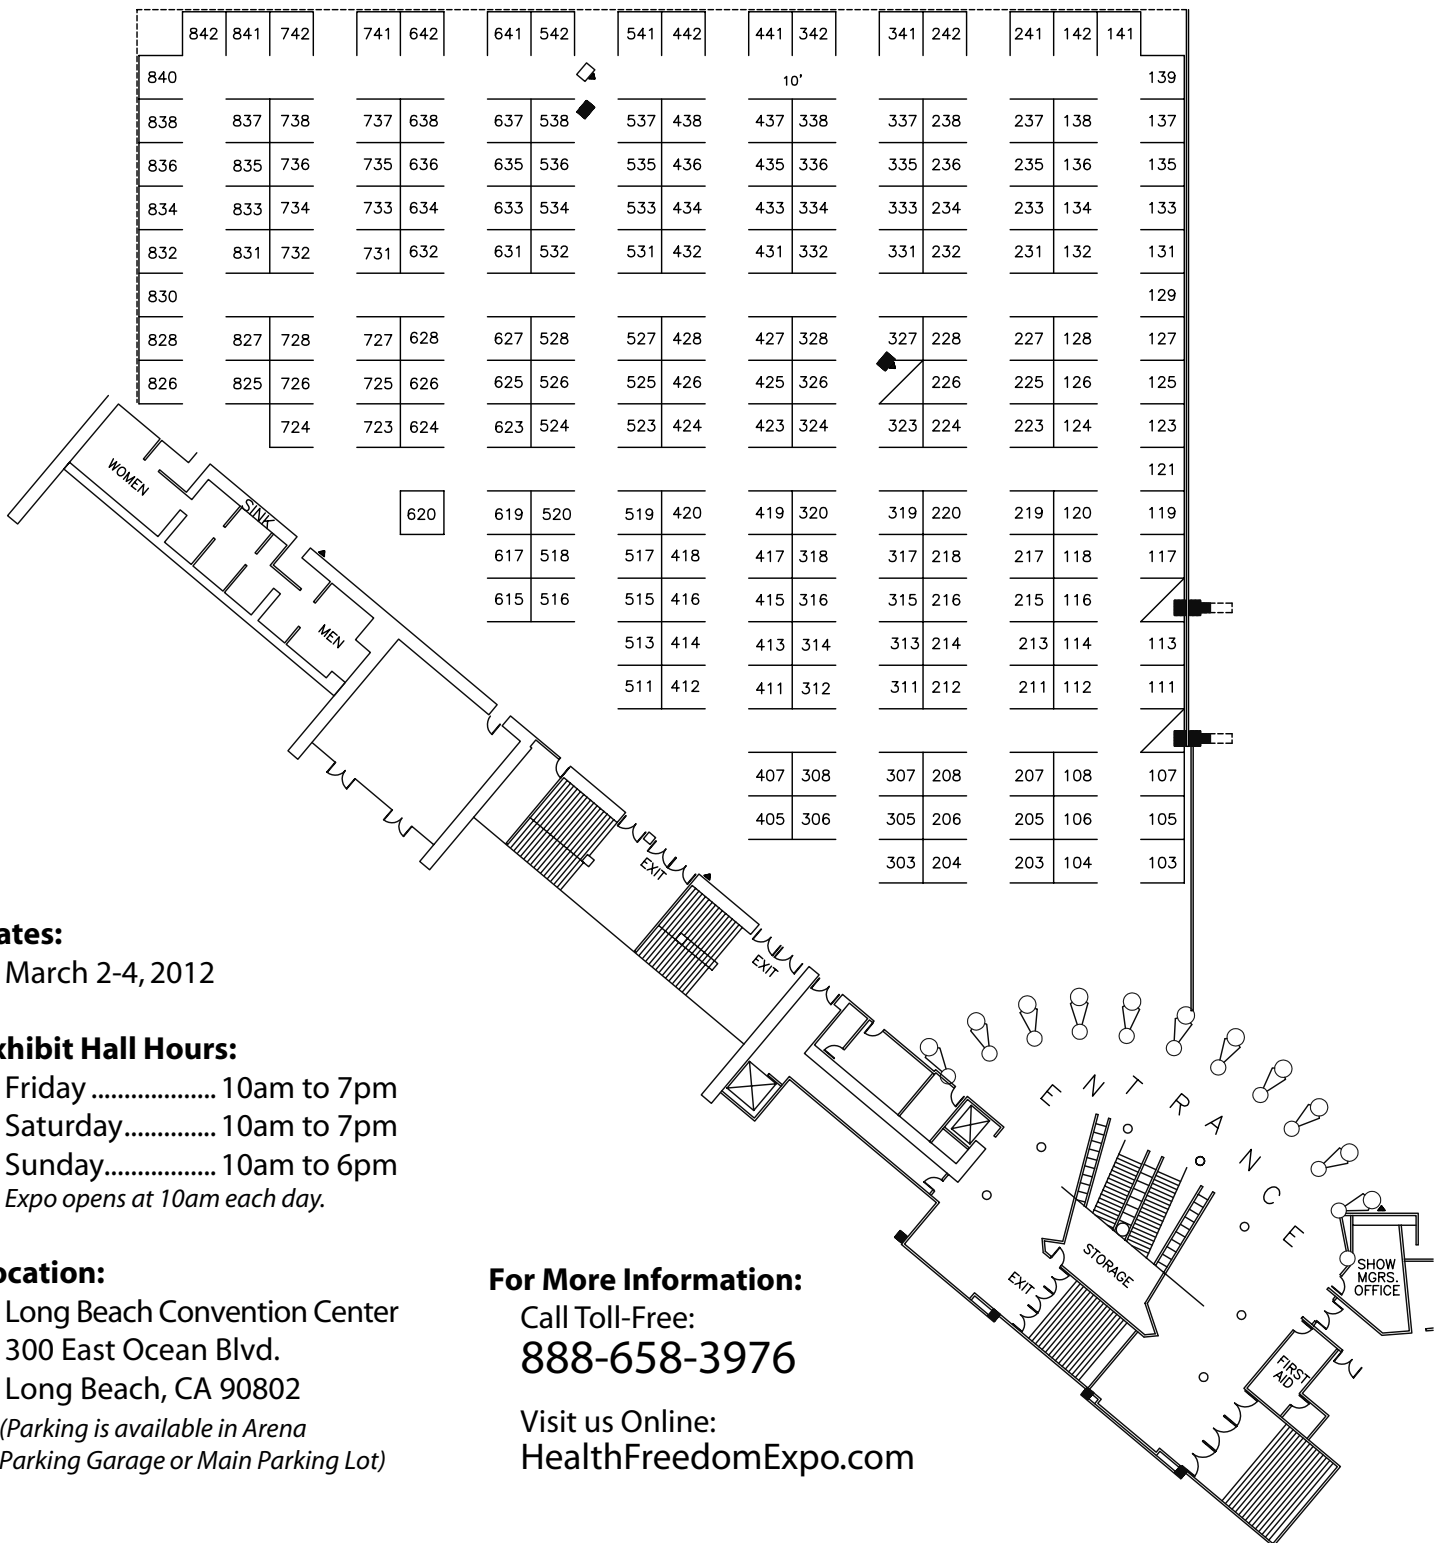 842 841 742 741 642 641 542 541 442 441 342 341 242 241 142 141
840 10' 139
838 837 738 737 638 637 538 537 438 437 338 337 238 237 138 137
836 835 736 735 636 635 536 535 436 435 336 335 236 235 136 135
834 833 734 733 634 633 534 533 434 433 334 333 234 233 134 133
832 831 732 731 632 631 532 531 432 431 332 331 232 231 132 131
830 129
828 827 728 727 628 627 528 527 428 427 328 327 228 227 128 127
826 825 726 725 626 625 526 525 426 425 326 226 225 126 125
724 723 624 623 524 523 424 423 324 323 224 223 124 123
121
620 619 520 519 420 419 320 319 220 219 120 119
617 518 517 418 417 318 317 218 217 118 117
615 516 515 416 415 316 315 216 215 116
513 414 413 314 313 214 213 114 113
511 412 411 312 311 212 211 112 111
407 308 307 208 207 108 107
405 306 305 206 205 106 105
303 204 203 104 103
WOMEN
SINK
MEN
EXIT
EXIT
ENTRANCE
STORAGE
EXIT
SHOW
MGRS.
OFFICE
FIRST
AID
ates:
March 2-4, 2012
xhibit Hall Hours:
Friday ................... 10am to 7pm
Saturday.............. 10am to 7pm
Sunday................. 10am to 6pm
Expo opens at 10am each day.
ocation:
Long Beach Convention Center
300 East Ocean Blvd.
Long Beach, CA 90802
(Parking is available in Arena
Parking Garage or Main Parking Lot)
For More Information:
Call Toll-Free:
888-658-3976
Visit us Online:
HealthFreedomExpo.com